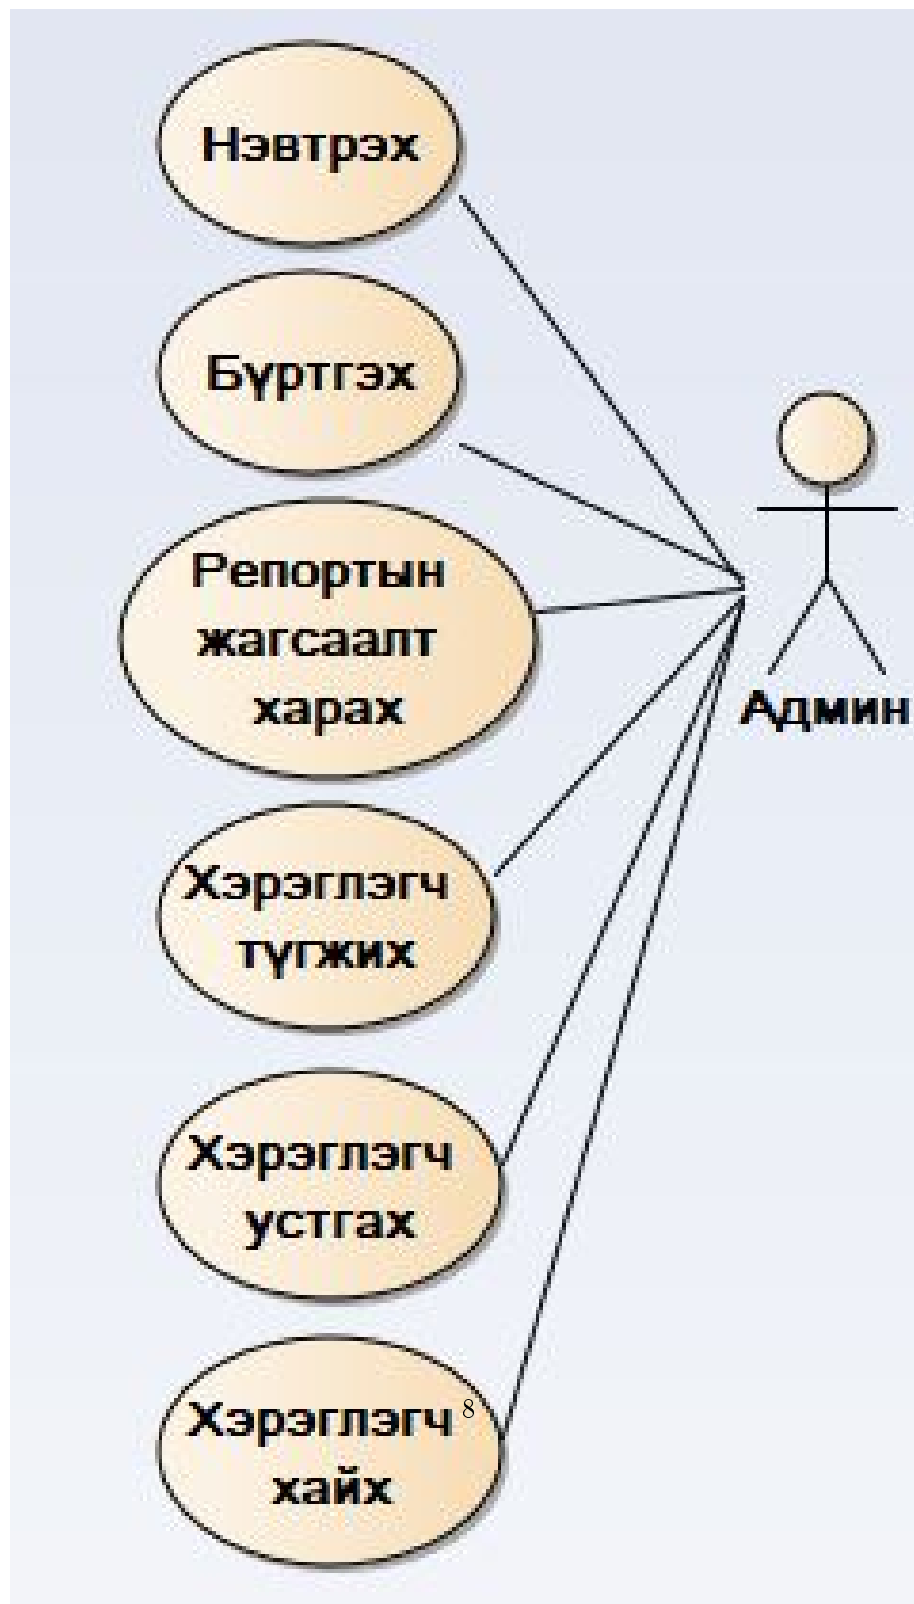 Нэвтрэх
Бүртгэх
Репортын
жагсаалт
харах
Админ
Хэрэглэгч
түгжих
Хэрэглэгч
устгах
Хэрэглэгч 8
хайх